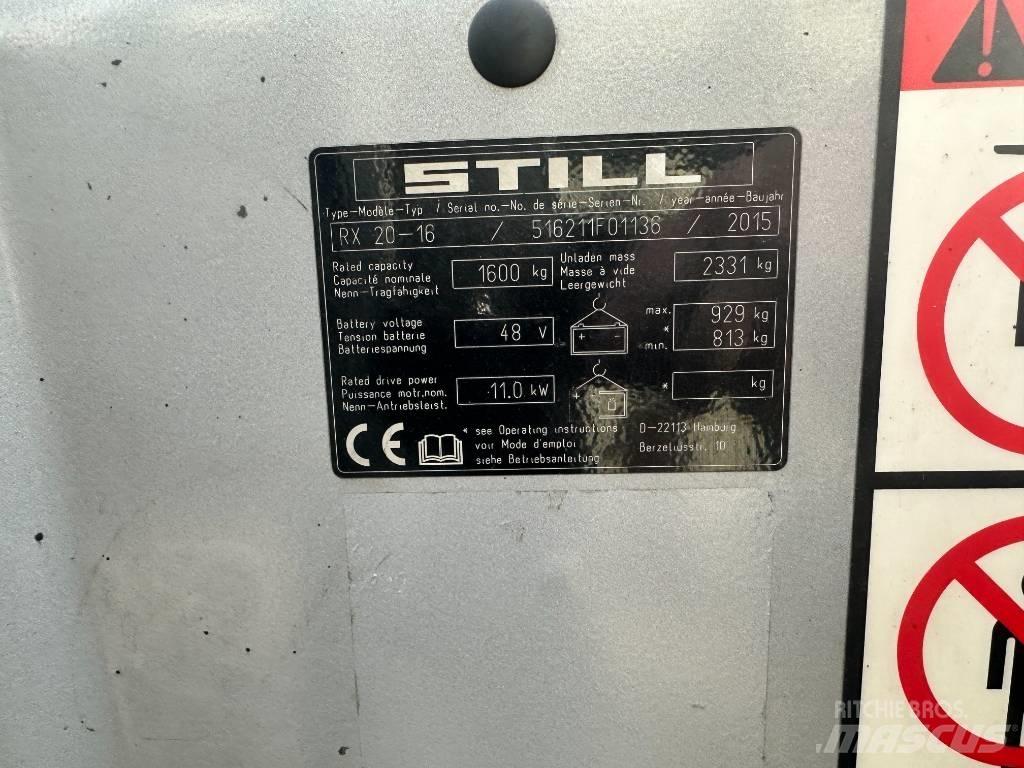 STILL
Type-Modèle-Typ / Serial no.-No. de série-Serien-Nr. / year-année-Baujahr
RX 20-16 / 516211F01136 / 2015
Rated capacity
Capacité nominale
Nenn-Tragfähigkeit
1600 kg
Unladen mass
Masse à vide
Leergewicht
2331 kg
Battery voltage
Tension batterie
Batteriespannung
48 V
+ -
max.
*
min.
929 kg
813 kg
Rated drive power
Puissance motr.nom.
Nenn-Antriebsleist.
11.0 kW
+
* kg
CE
* see Operating instructions
voir Mode d'emploi
siehe Betriebsanleitung
D-22113 Hamburg
Berzeliusstr. 10
RITCHIE BROS.
MASCUS